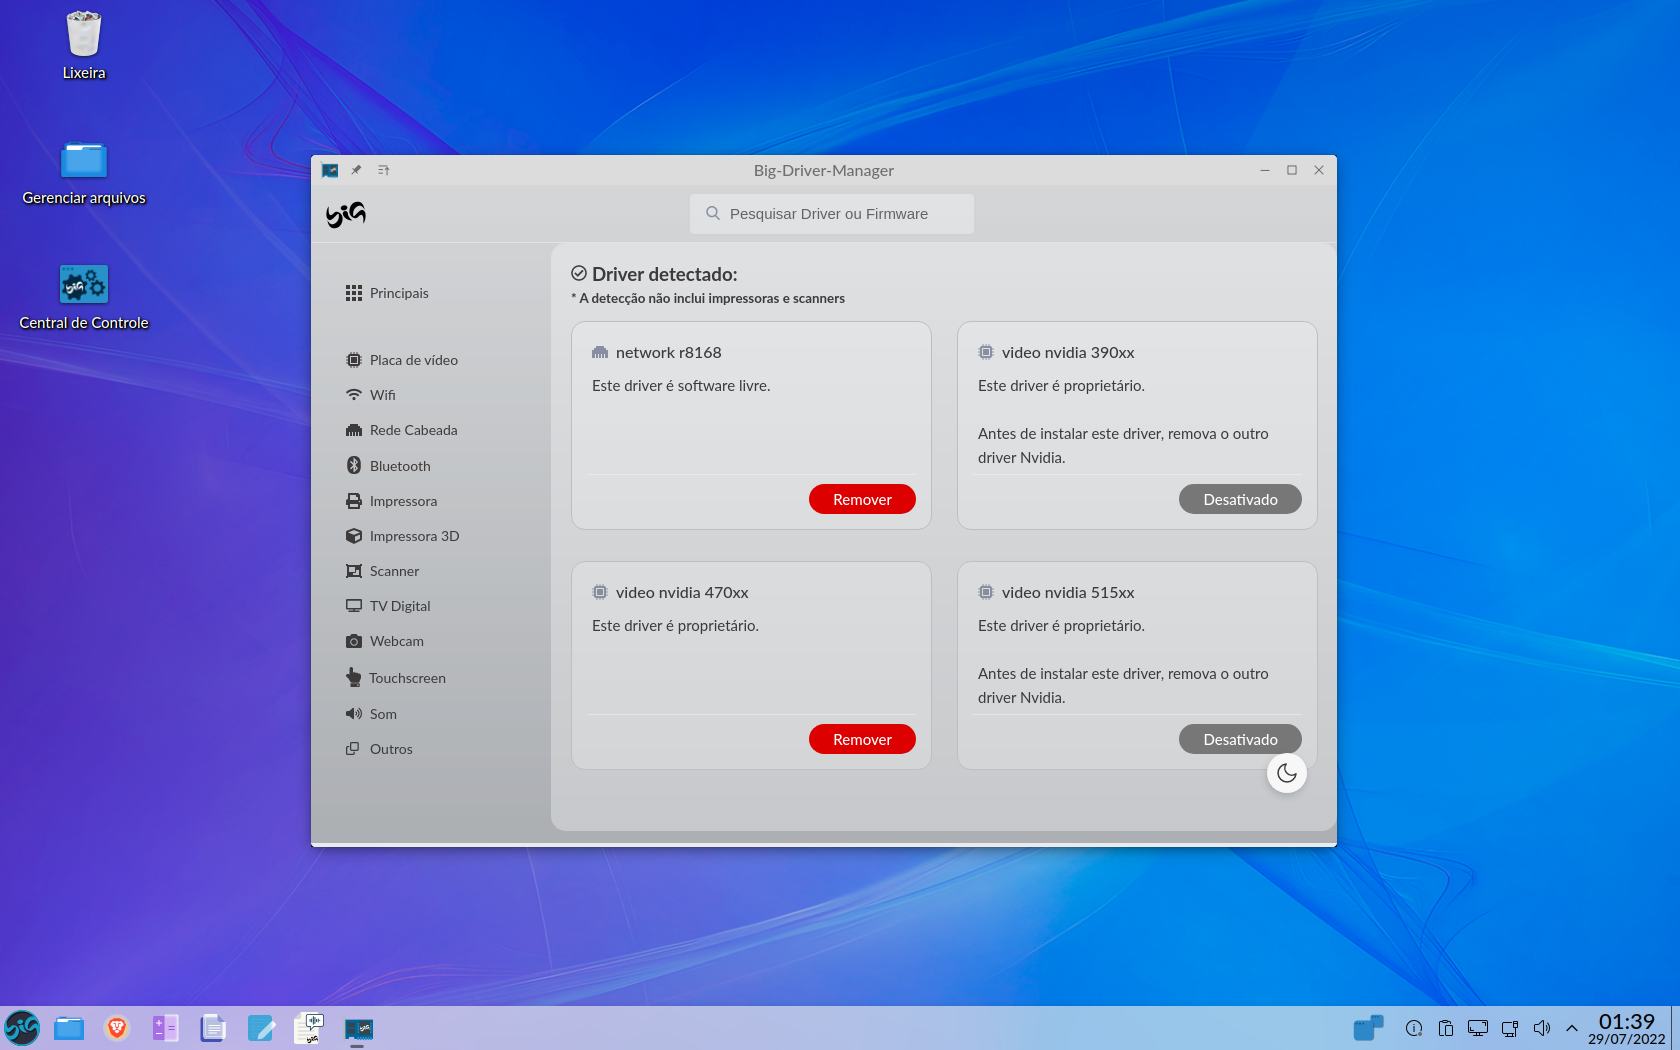 Lixeira
Gerenciar arquivos
Central de Controle
Big-Driver-Manager
Pesquisar Driver ou Firmware
Principais
Placa de vídeo
Wifi
Rede Cabeada
Bluetooth
Impressora
Impressora 3D
Scanner
TV Digital
Webcam
Touchscreen
Som
Outros
Driver detectado:
* A detecção não inclui impressoras e scanners
network r8168
Este driver é software livre.
Remover
video nvidia 390xx
Este driver é proprietário.
Antes de instalar este driver, remova o outro
driver Nvidia.
Desativado
video nvidia 470xx
Este driver é proprietário.
Remover
video nvidia 515xx
Este driver é proprietário.
Antes de instalar este driver, remova o outro
driver Nvidia.
Desativado
01:39
29/07/2022